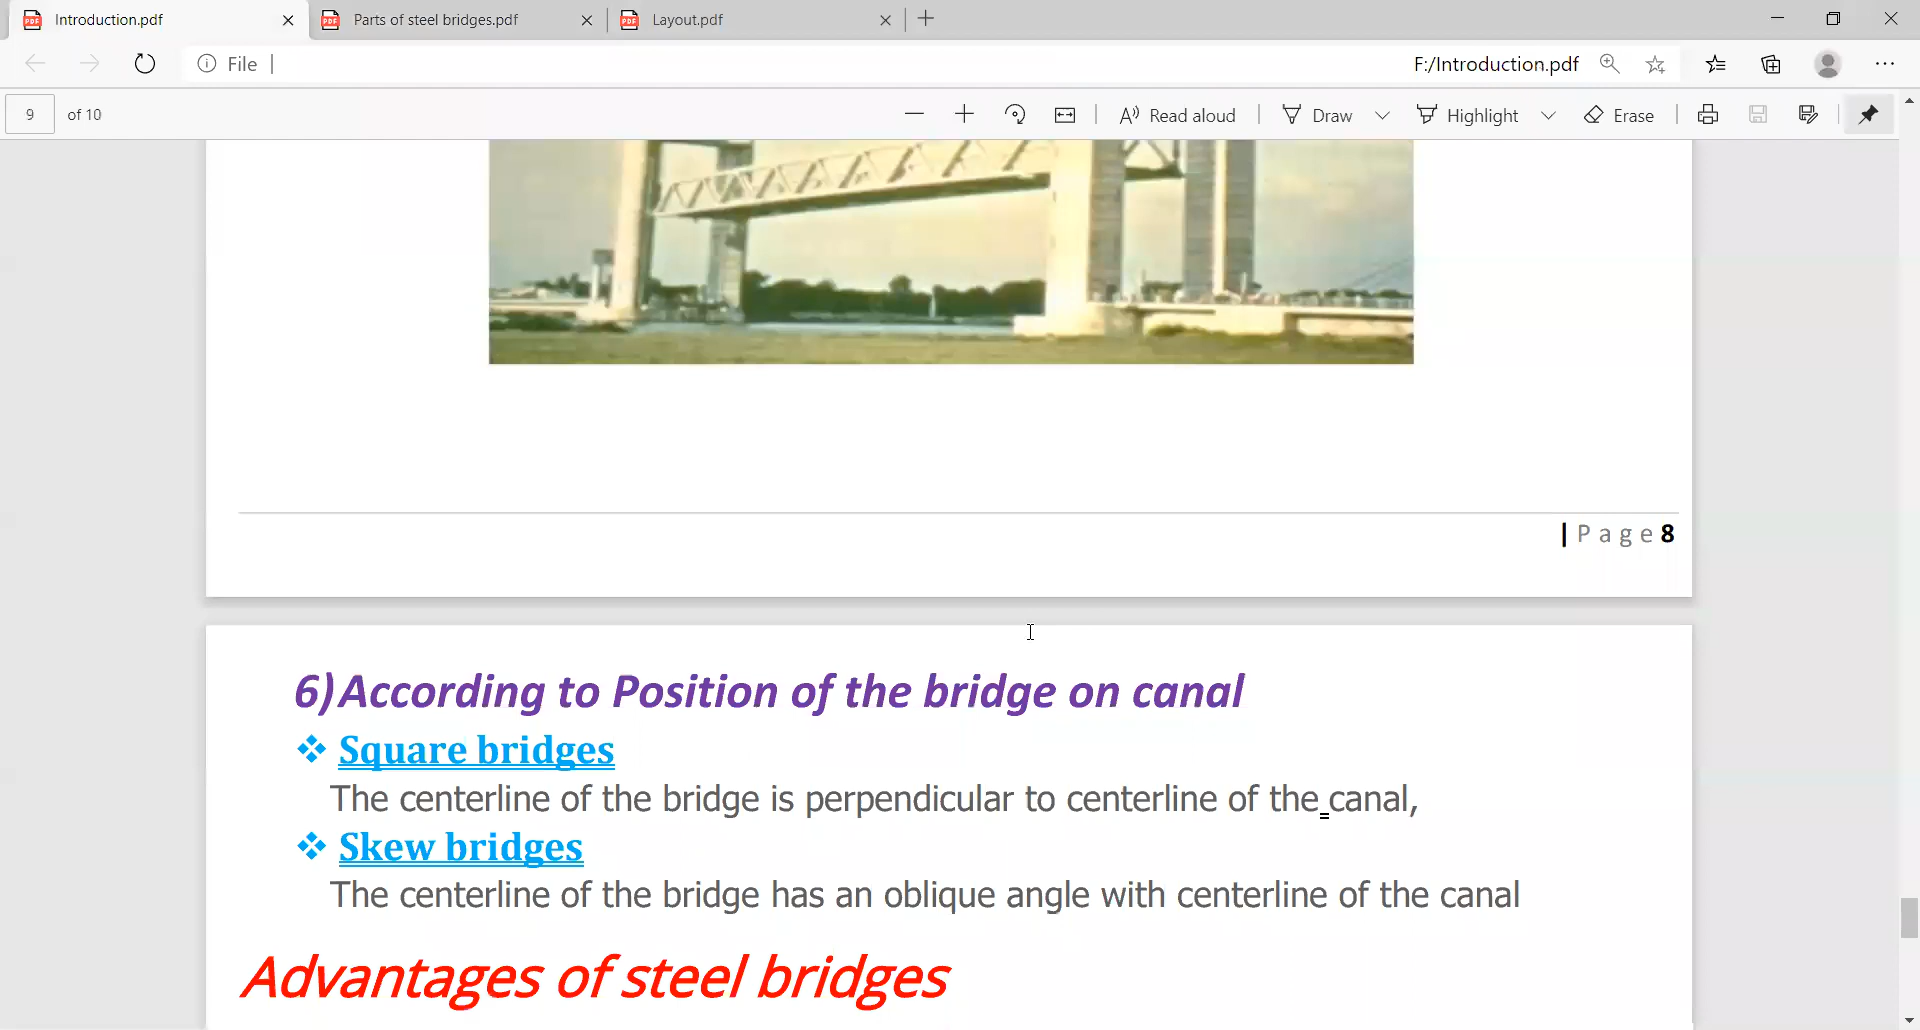 Introduction.pdf
Parts of steel bridges.pdf
Layout.pdf
File
F:/Introduction.pdf
9 of 10
Read aloud
Draw
Highlight
Erase
| P a g e 8
6)According to Position of the bridge on canal
❖ Square bridges
The centerline of the bridge is perpendicular to centerline of the canal,
❖ Skew bridges
The centerline of the bridge has an oblique angle with centerline of the canal
Advantages of steel bridges